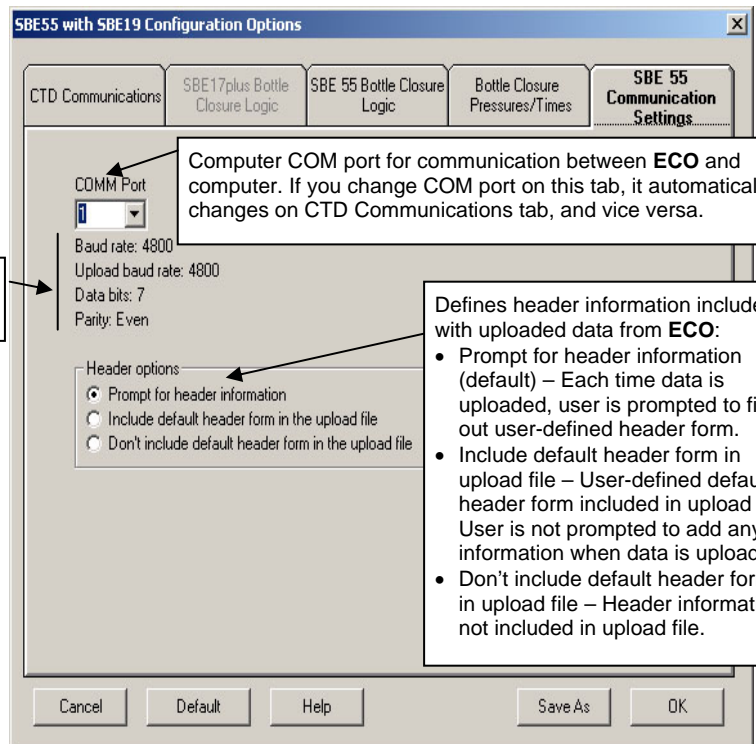 SBE55 with SBE19 Configuration Options
CTD Communications
SBE17plus Bottle
Closure Logic
SBE 55 Bottle Closure
Logic
Bottle Closure
Pressures/Times
SBE 55
Communication
Settings
Computer COM port for communication between ECO and
computer. If you change COM port on this tab, it
changes on CTD Communications tab, and vice versa.
COMM Port
1
Baud rate: 4800
Upload baud rate: 4800
Data bits: 7
Parity: Even
Header options
Prompt for header information
Include default header form in the upload file
Don't include default header form in the upload file
Defines header information
with uploaded data from ECO:
• Prompt for header information
(default) – Each time data is
uploaded, user is prompted to
out user-defined header form.
• Include default header form in
upload file – User-defined
header form included in upload
User is not prompted to add
information when data is
• Don't include default header
in upload file – Header
not included in upload file.
Cancel
Default
Help
Save As
OK